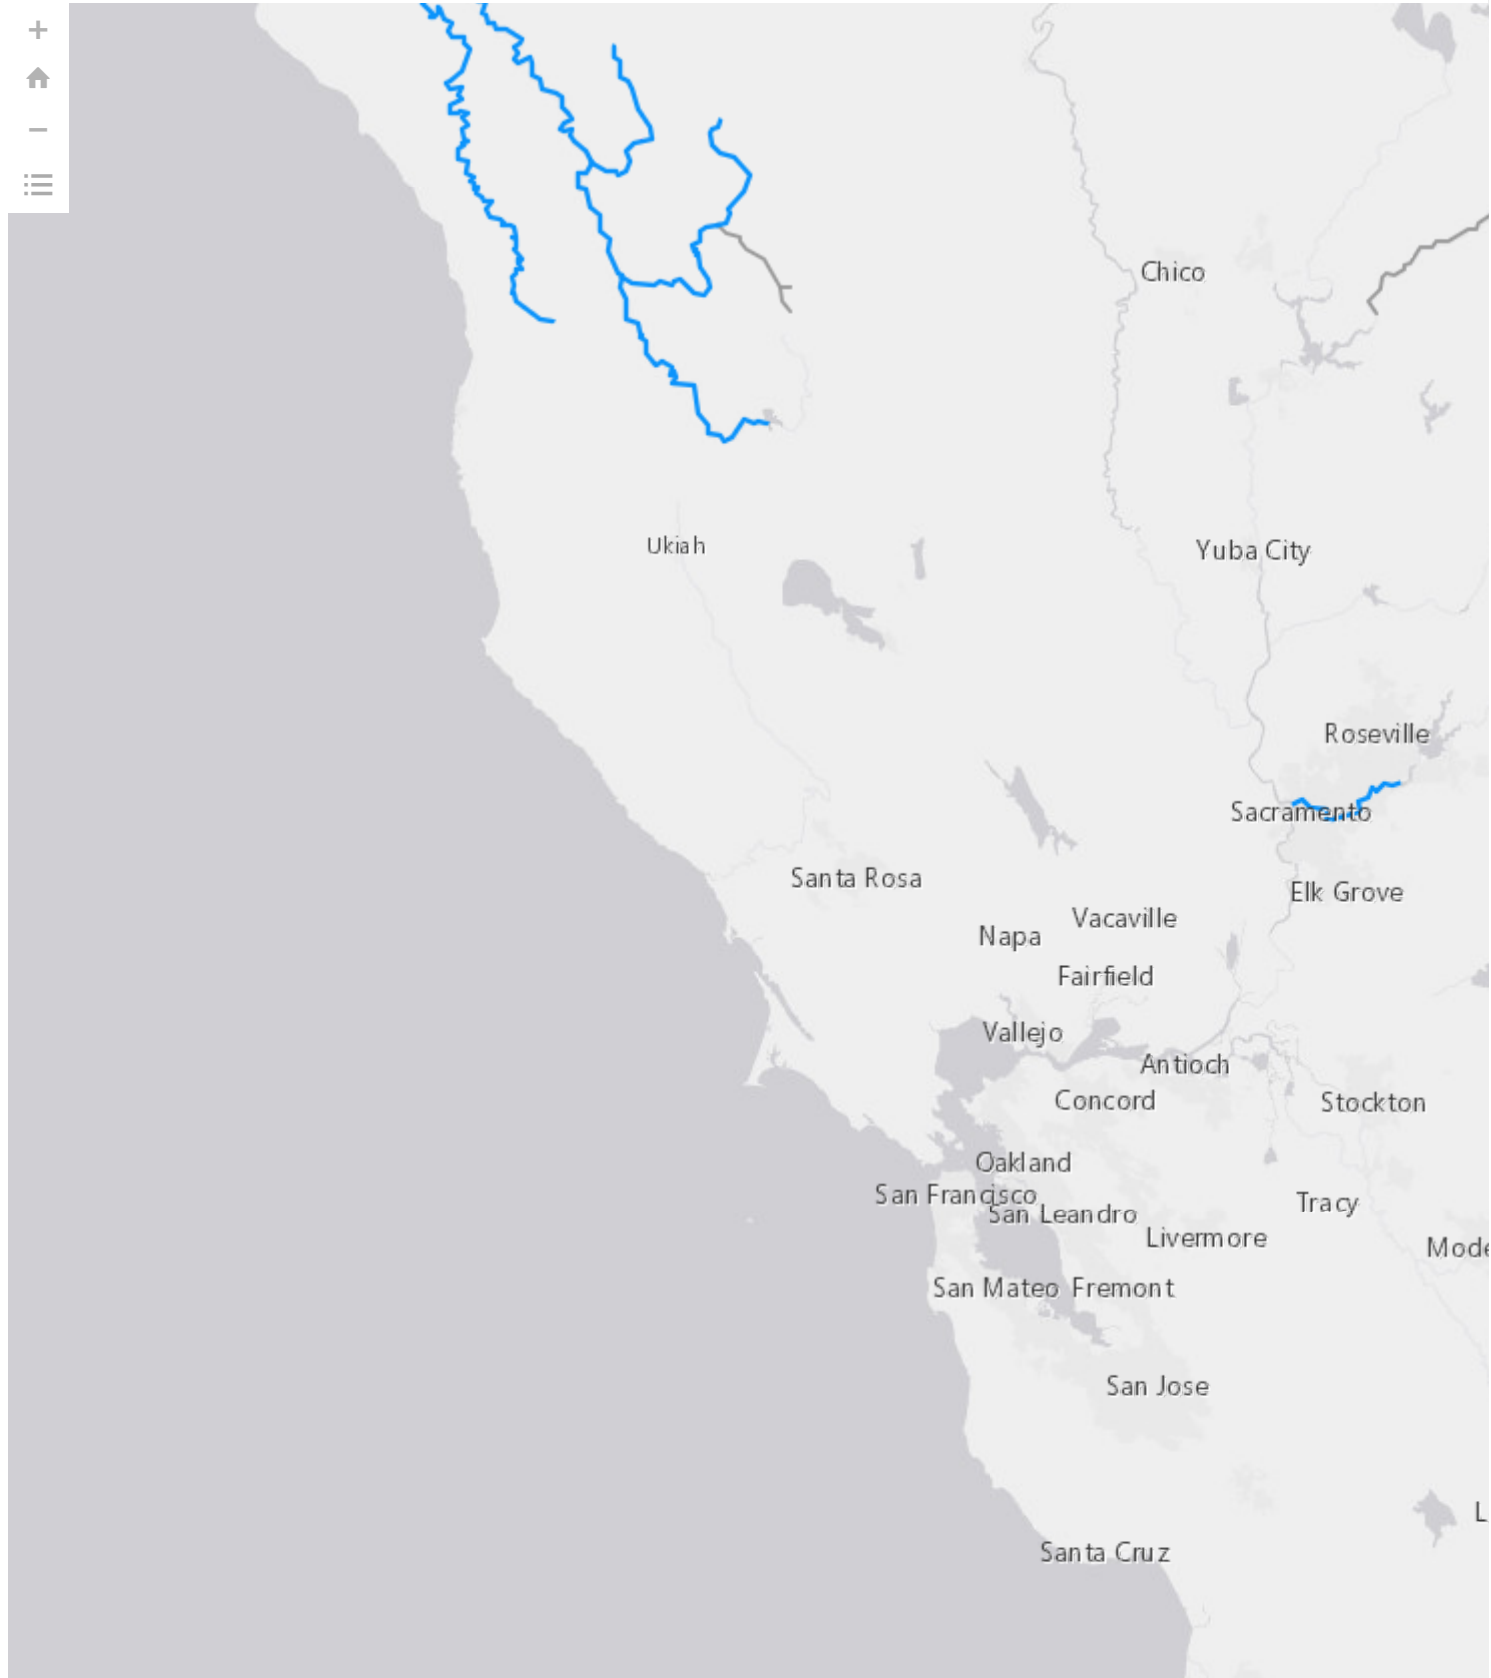 Chico
Ukiah
Yuba City
Roseville
Sacramento
Santa Rosa
Elk Grove
Vacaville
Napa
Fairfield
Vallejo
Antioch
Concord
Stockton
Oakland
San Francisco
San Leandro
Tracy
Livermore
Mode
San Mateo
Fremont
San Jose
L
Santa Cruz